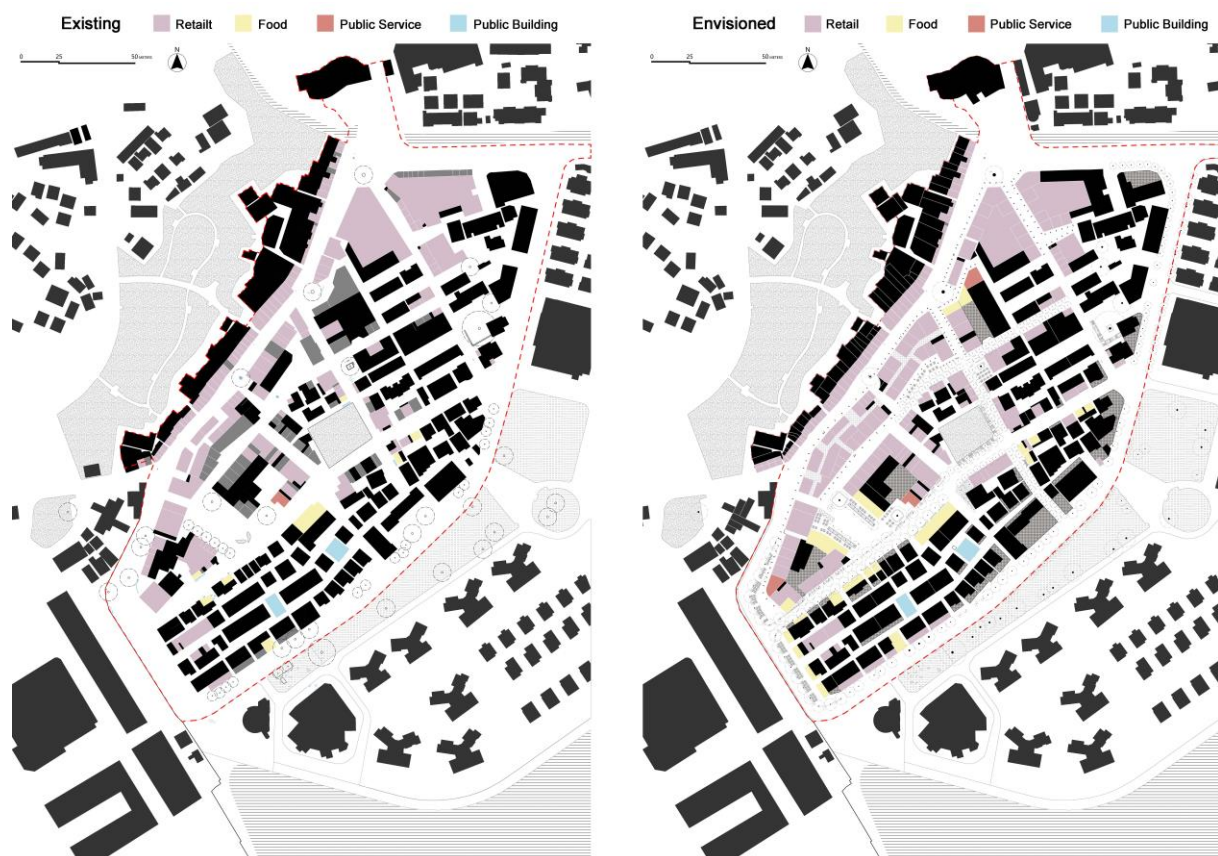 Existing Retailt Food Public Service Public Building
0 25 50
N
Envisioned Retail Food Public Service Public Building
0 25 50
N